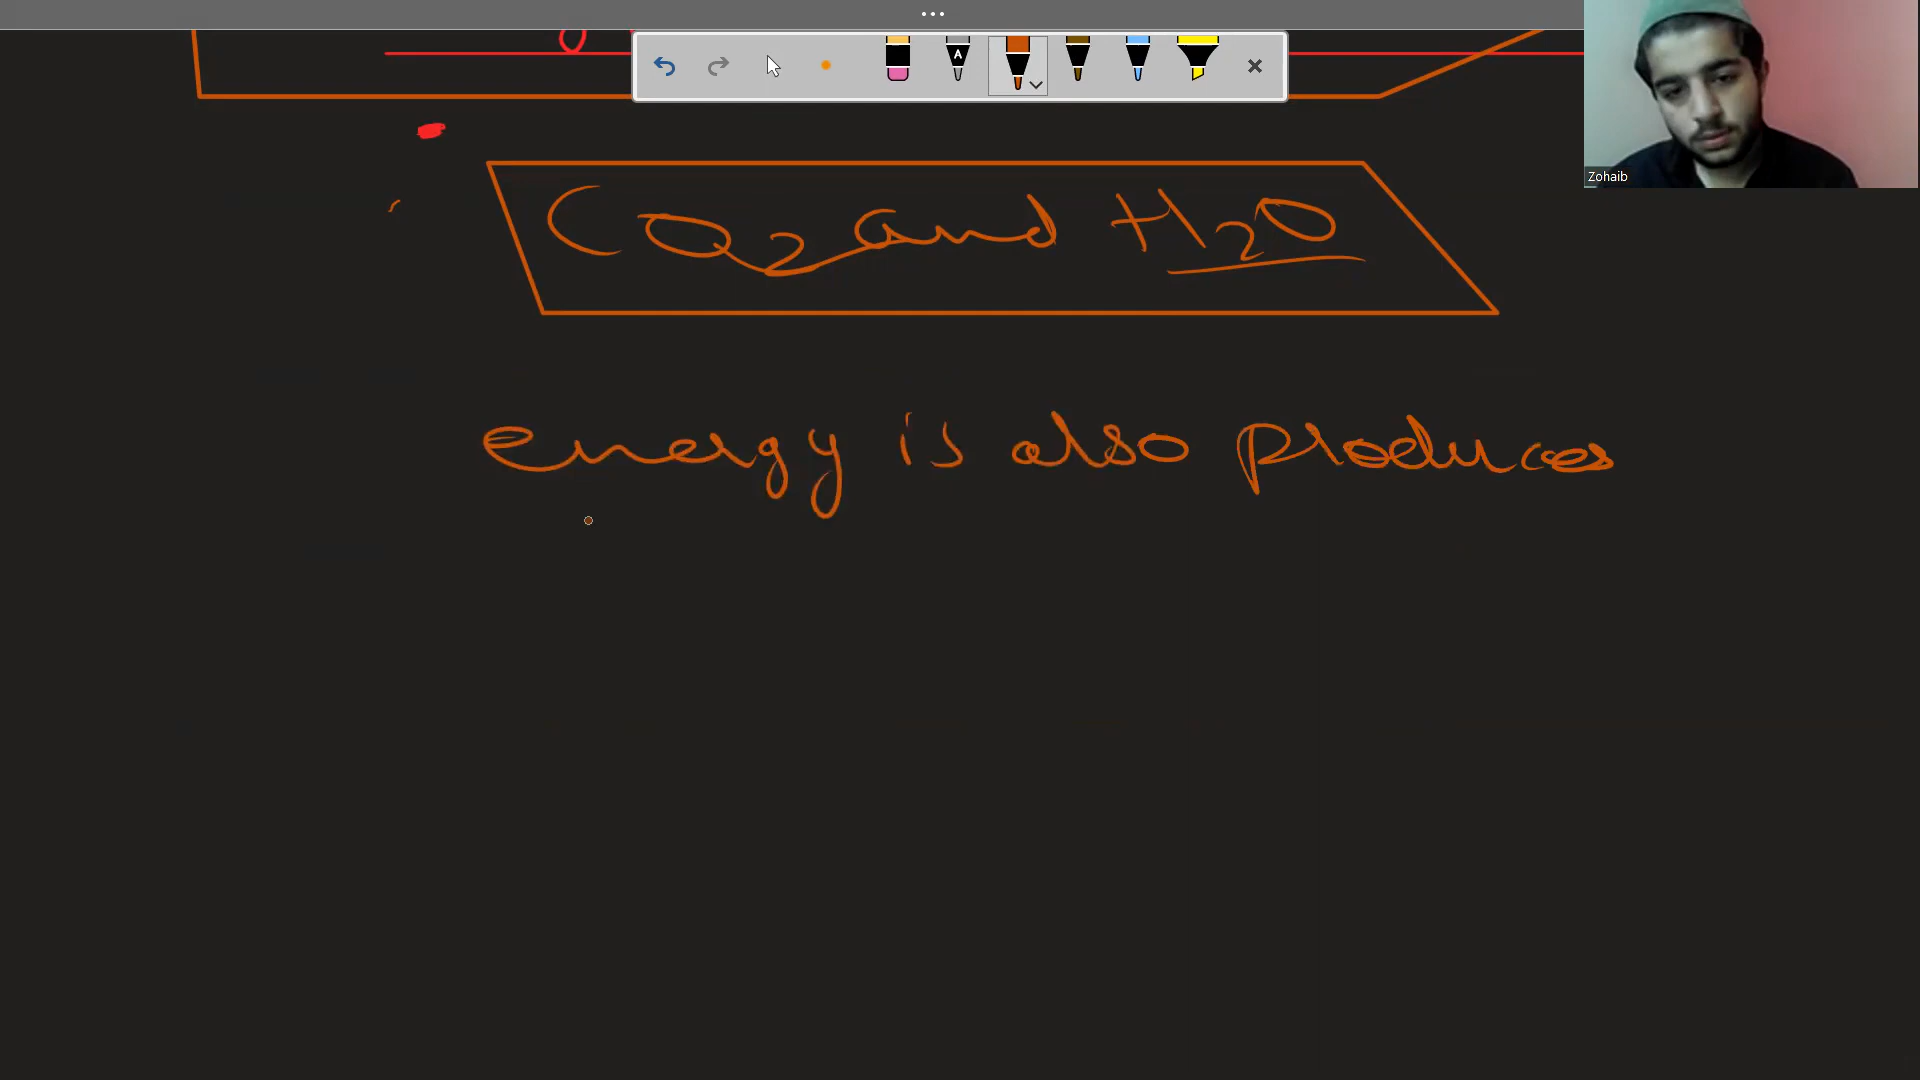 Zohaib
CO2 and H2O
energy is also produces